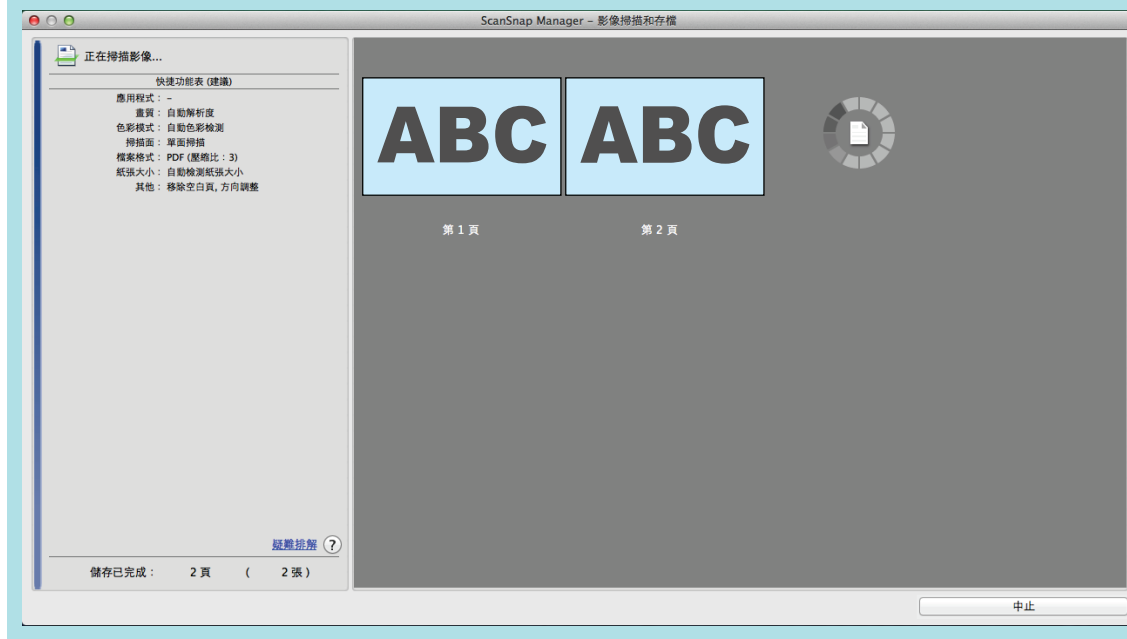 ScanSnap Manager – 影像掃描和存檔
正在掃描影像...
快捷功能表 (建議)
應用程式： –
畫質： 自動解析度
色彩模式： 自動色彩檢測
掃描面： 單面掃描
檔案格式： PDF (壓縮比：3)
紙張大小： 自動檢測紙張大小
其他： 移除空白頁, 方向調整
疑難排解 ?
儲存已完成： 2 頁 ( 2 張 )
ABC ABC
第 1 頁 第 2 頁
中止